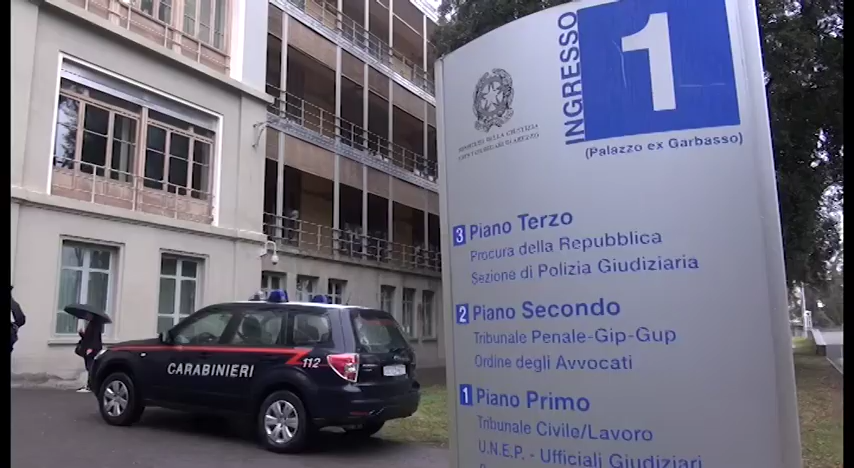 INGRESSO
1
(Palazzo ex Garbasso)
3 Piano Terzo
Procura della Repubblica
Sezione di Polizia Giudiziaria
2 Piano Secondo
Tribunale Penale-Gip-Gup
Ordine degli Avvocati
1 Piano Primo
Tribunale Civile/Lavoro
U.N.E.P. - Ufficiali Giudiziari
CARABINIERI
112